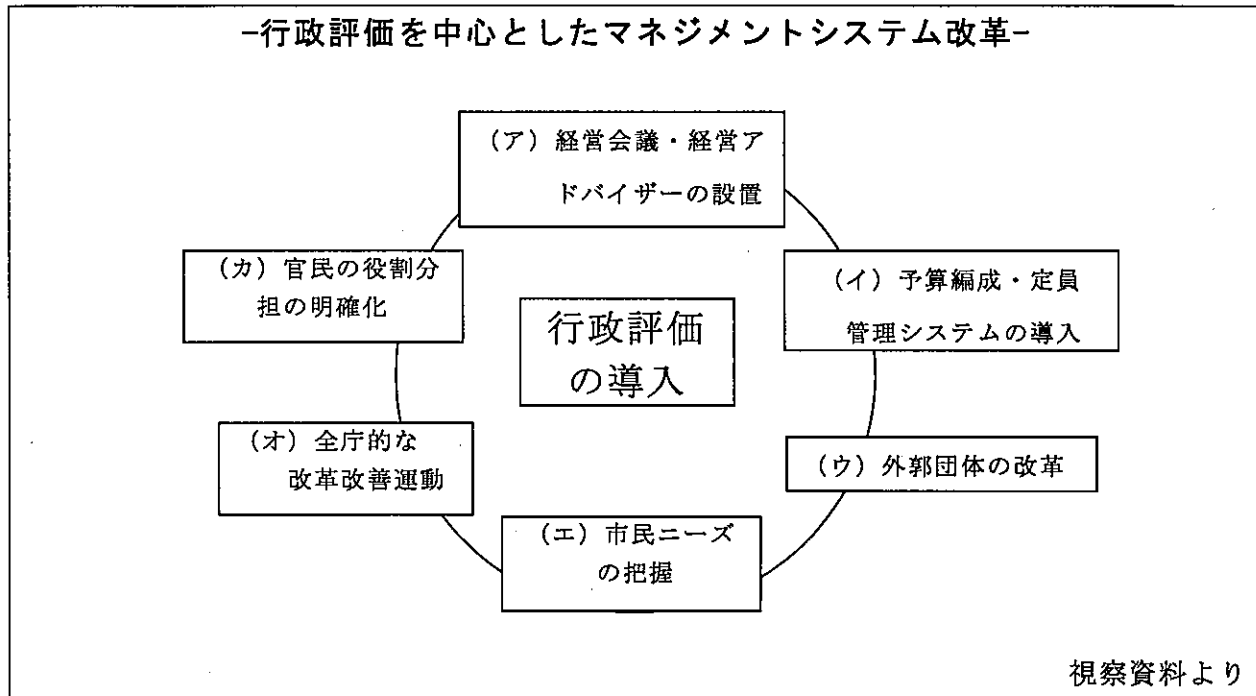 -行政評価を中心としたマネジメントシステム改革-
(ア)経営会議・経営ア
ドバイザーの設置
(イ)予算編成・定員
管理システムの導入
(ウ)外郭団体の改革
(エ)市民ニーズ
の把握
(オ)全庁的な
改革改善運動
(カ)官民の役割分
担の明確化
行政評価
の導入
視察資料より